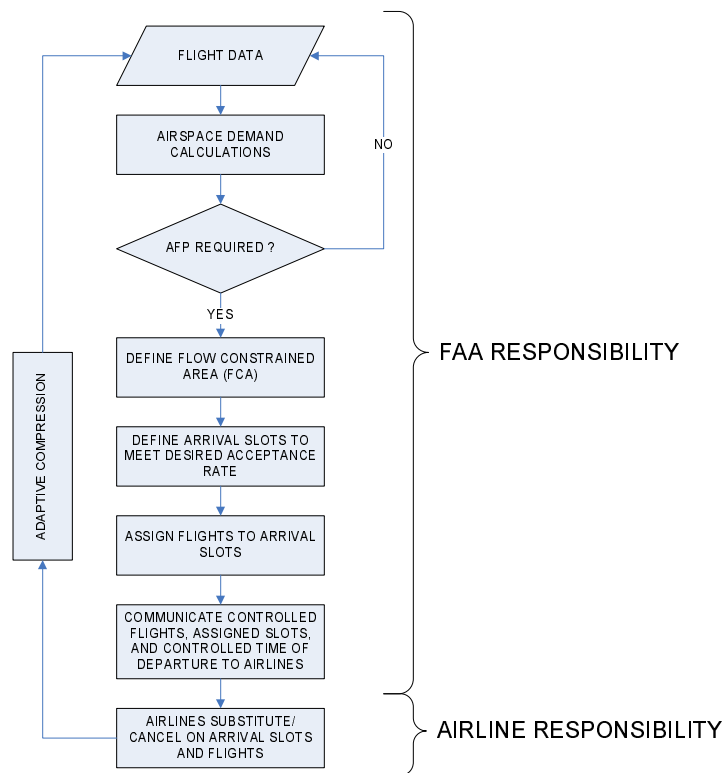 FLIGHT DATA
AIRSPACE DEMAND
CALCULATIONS
NO
AFP REQUIRED ?
YES
DEFINE FLOW CONSTRAINED
AREA (FCA)
FAA RESPONSIBILITY
ADAPTIVE COMPRESSION
DEFINE ARRIVAL SLOTS TO
MEET DESIRED ACCEPTANCE
RATE
ASSIGN FLIGHTS TO ARRIVAL
SLOTS
COMMUNICATE CONTROLLED
FLIGHTS, ASSIGNED SLOTS,
AND CONTROLLED TIME OF
DEPARTURE TO AIRLINES
AIRLINES SUBSTITUTE/
CANCEL ON ARRIVAL SLOTS
AND FLIGHTS
AIRLINE RESPONSIBILITY